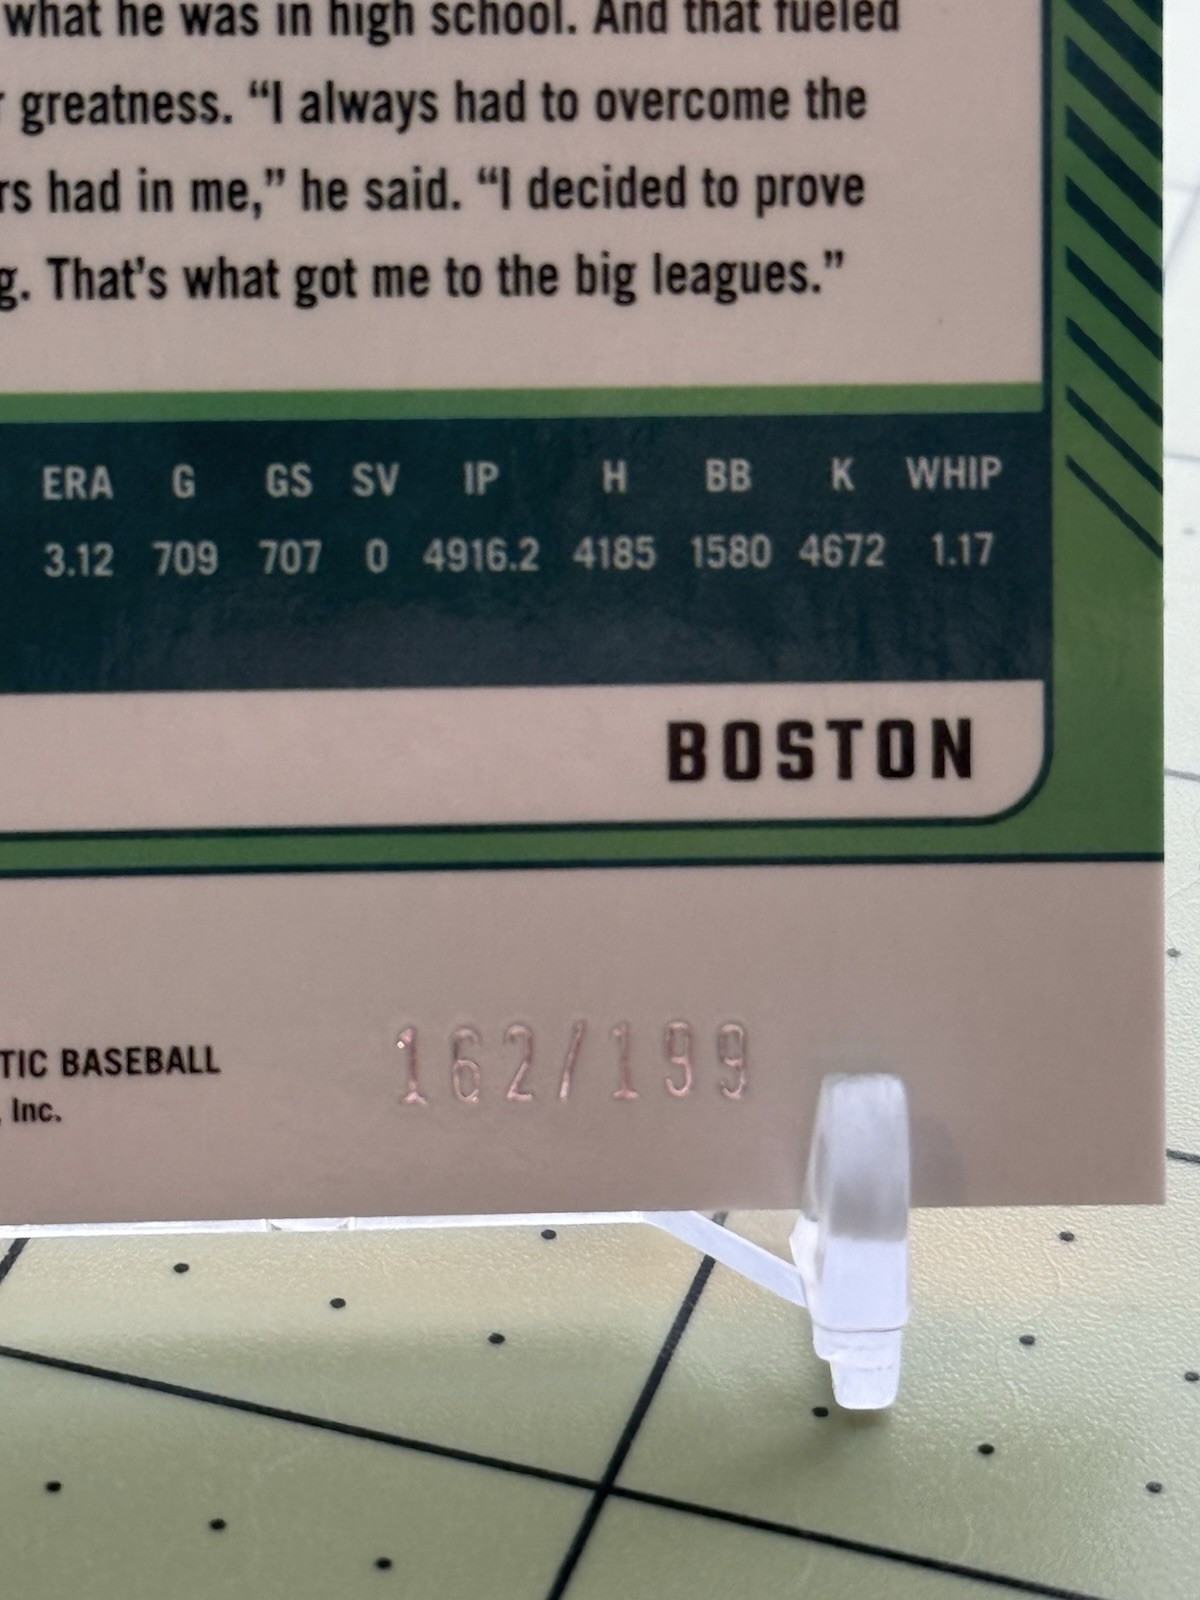 what he was in high school. And that fueled
r greatness. “I always had to overcome the
rs had in me,” he said. “I decided to prove
g. That’s what got me to the big leagues.”
ERA G GS SV IP H BB K WHIP
3.12 709 707 0 4916.2 4185 1580 4672 1.17
BOSTON
TIC BASEBALL
, Inc.
162/199